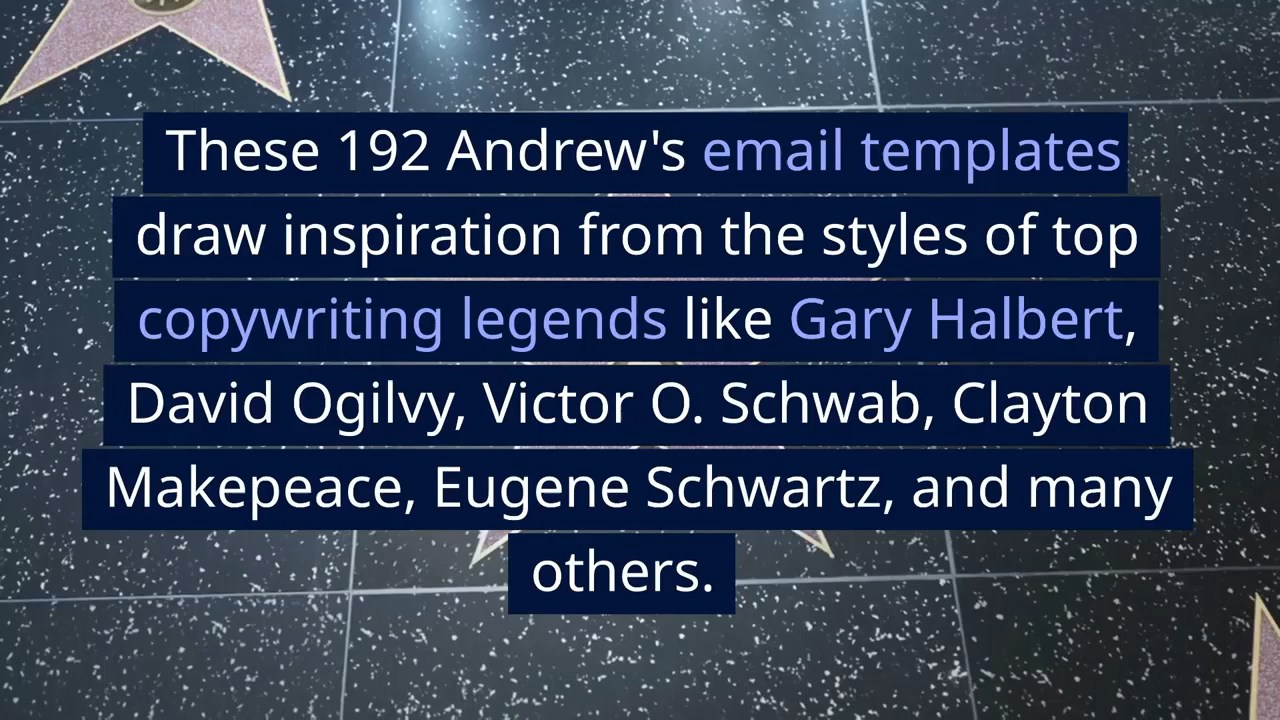 These 192 Andrew's email templates
draw inspiration from the styles of top
copywriting legends like Gary Halbert,
David Ogilvy, Victor O. Schwab, Clayton
Makepeace, Eugene Schwartz, and many
others.